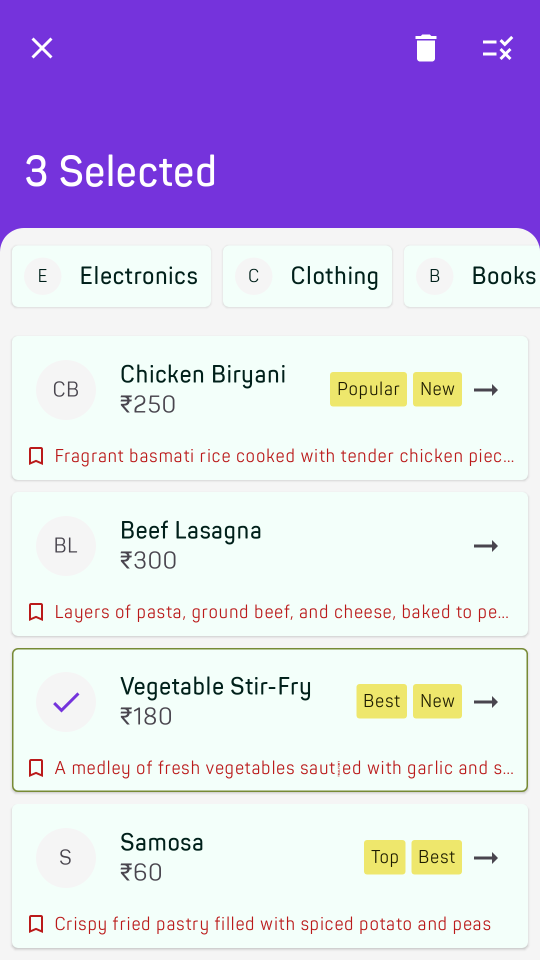 3 Selected
E Electronics C Clothing B Books
CB Chicken Biryani
₹250
Popular New
Fragrant basmati rice cooked with tender chicken piec...
BL Beef Lasagna
₹300
Layers of pasta, ground beef, and cheese, baked to pe...
Vegetable Stir-Fry
₹180
Best New
A medley of fresh vegetables saut¦ed with garlic and s...
S Samosa
₹60
Top Best
Crispy fried pastry filled with spiced potato and peas